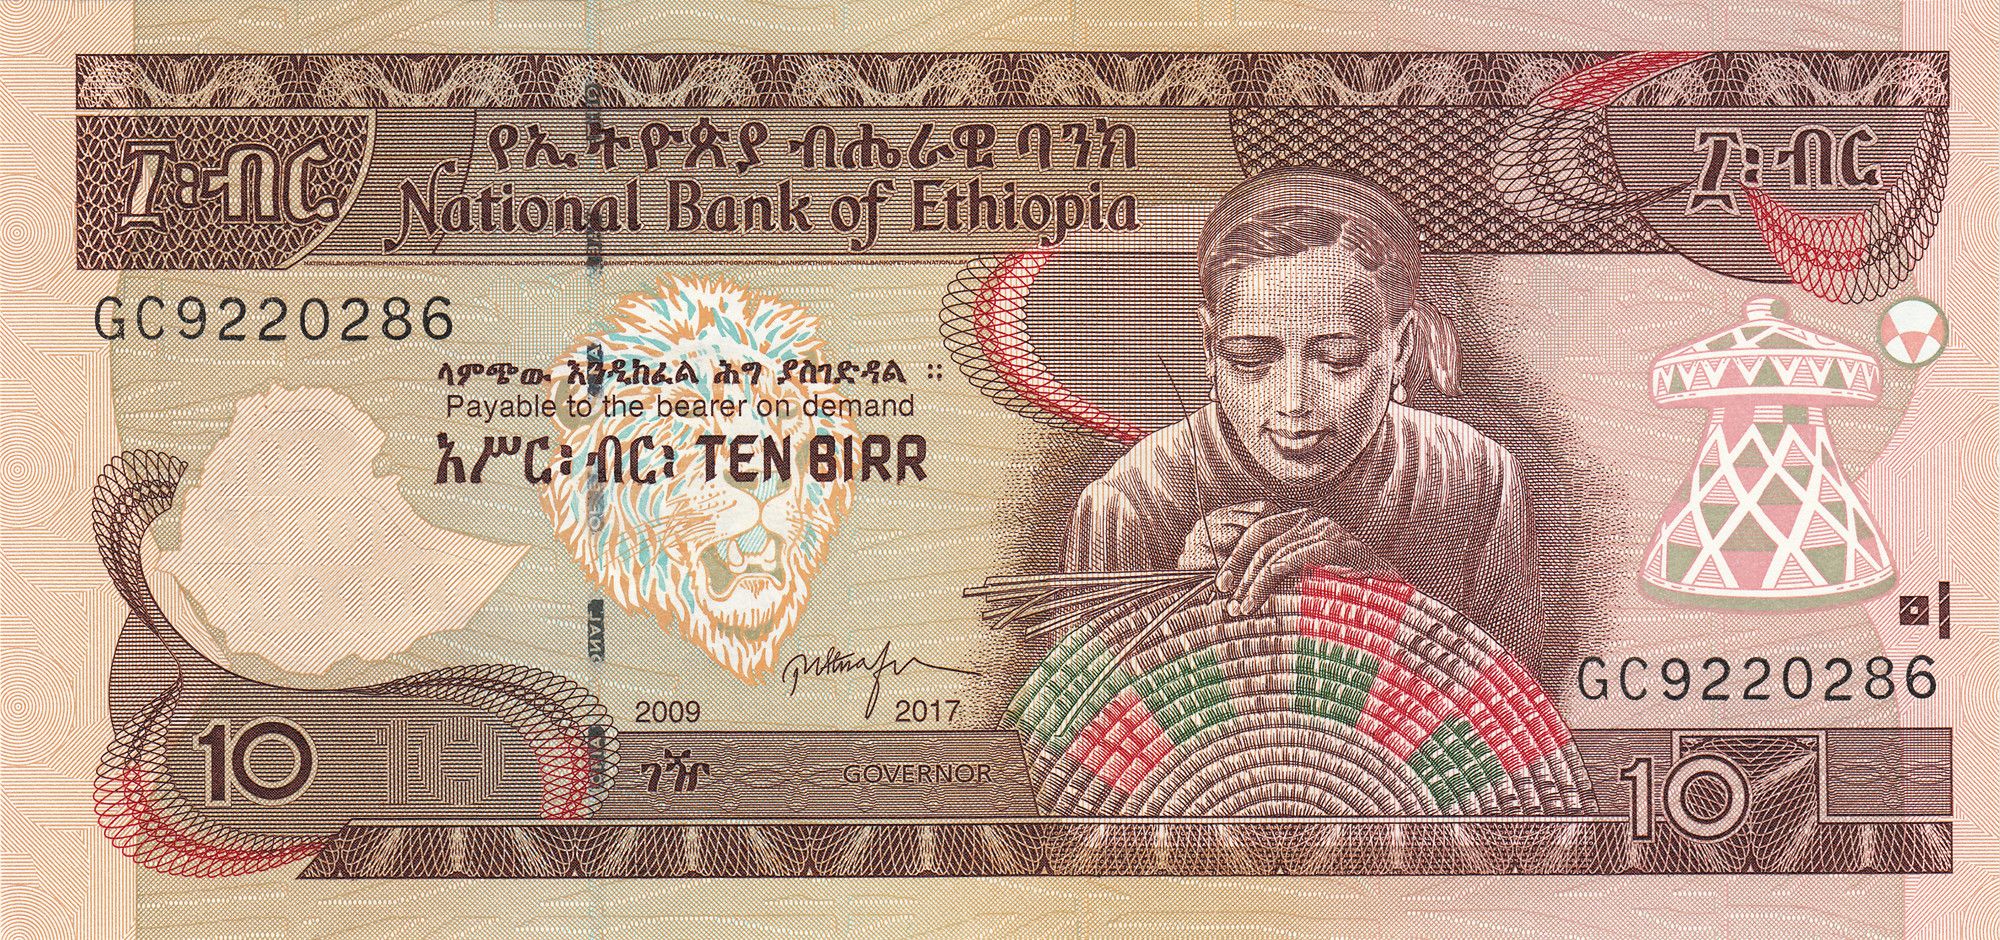 የኢትዮጵያ ብሔራዊ ባንክ
፲፡ብር
፲፡ብር
National Bank of Ethiopia
GC9220286
ላምጭው እንዲከፈል ሕግ ያስገድዳል ።
Payable to the bearer on demand
አሥር፡ ብር፡ TEN BIRR
GC9220286
2009
2017
10
ገዥ
GOVERNOR
10